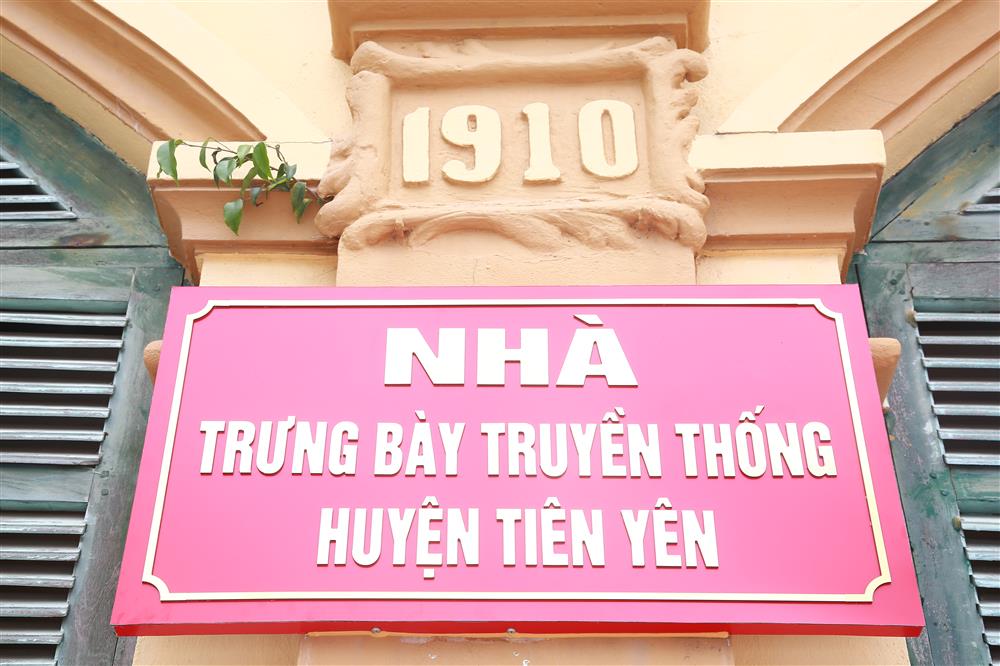 1910
NHÀ
TRƯNG BÀY TRUYỀN THỐNG
HUYỆN TIÊN YÊN